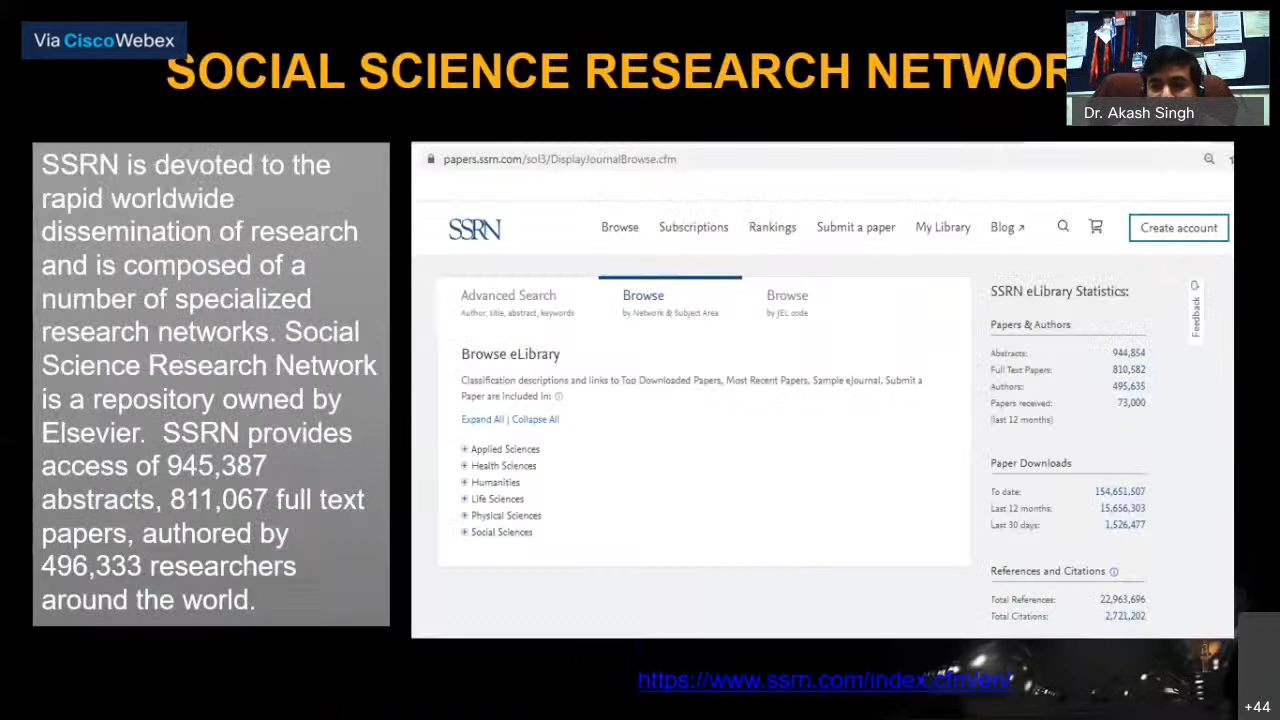 Via Cisco Webex
SOCIAL SCIENCE RESEARCH NETWOR
Dr. Akash Singh
SSRN is devoted to the
rapid worldwide
dissemination of research
and is composed of a
number of specialized
research networks. Social
Science Research Network
is a repository owned by
Elsevier.  SSRN provides
access of 945,387
abstracts, 811,067 full text
papers, authored by
496,333 researchers
around the world.
papers.ssrn.com/sol3/DisplayJournalBrowse.cfm
SSRN
Browse Subscriptions Rankings Submit a paper My Library Blog ↗ Create account
Advanced Search
Author, title, abstract, keywords
Browse
by Network & Subject Area
Browse
by JEL code
Browse eLibrary
Classification descriptions and links to Top Downloaded Papers, Most Recent Papers, Sample eJournal, Submit a
Paper are included in:
Expand All | Collapse All
Applied Sciences
Health Sciences
Humanities
Life Sciences
Physical Sciences
Social Sciences
SSRN eLibrary Statistics:
Papers & Authors
Abstracts: 944,854
Full Text Papers: 810,582
Authors: 495,635
Papers received: 73,000
(last 12 months)
Paper Downloads
To date: 154,651,507
Last 12 months: 15,656,303
Last 30 days: 1,526,477
References and Citations
Total References: 22,963,696
Total Citations: 2,721,202
Feedback
https://www.ssrn.com/index.cfm/en/
+44